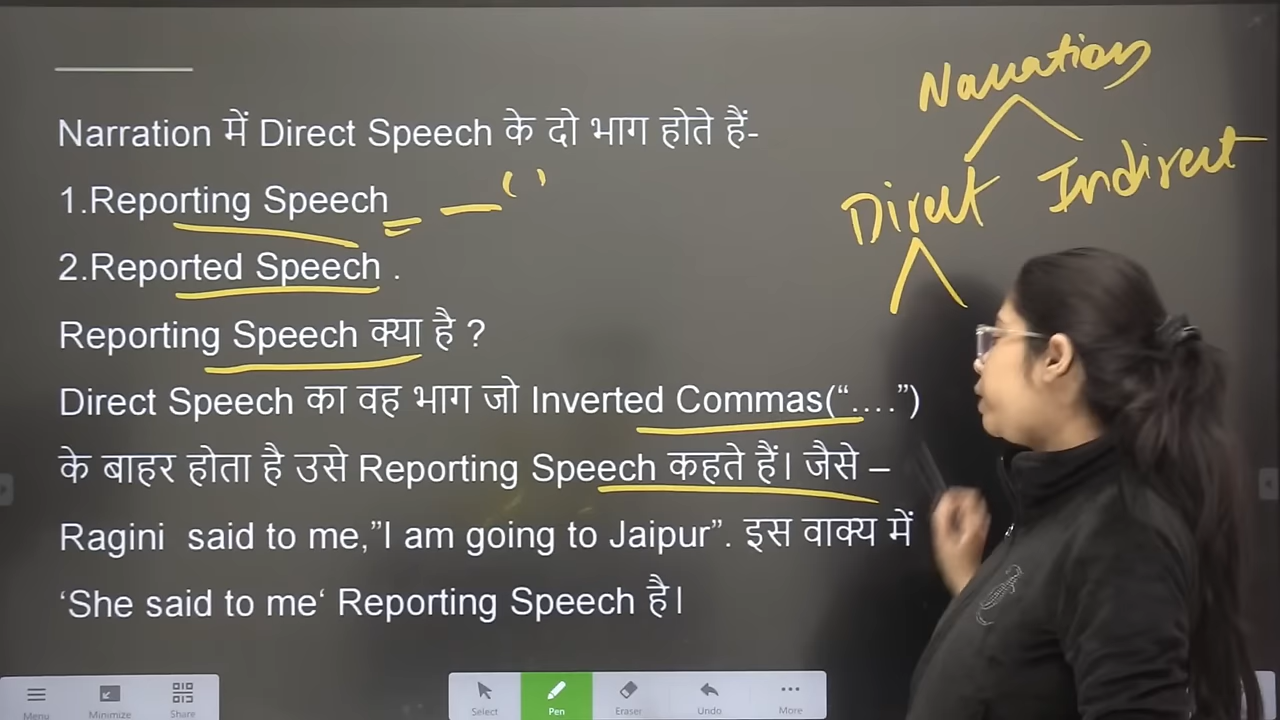 Narration
Direct Indirect
Narration में Direct Speech के दो भाग होते हैं-
1.Reporting Speech
2.Reported Speech .
Reporting Speech क्या है ?
Direct Speech का वह भाग जो Inverted Commas(“....”)
के बाहर होता है उसे Reporting Speech कहते हैं। जैसे –
Ragini said to me,”I am going to Jaipur”. इस वाक्य में
‘She said to me‘ Reporting Speech है।
Menu Minimize Share Select Pen Eraser Undo More